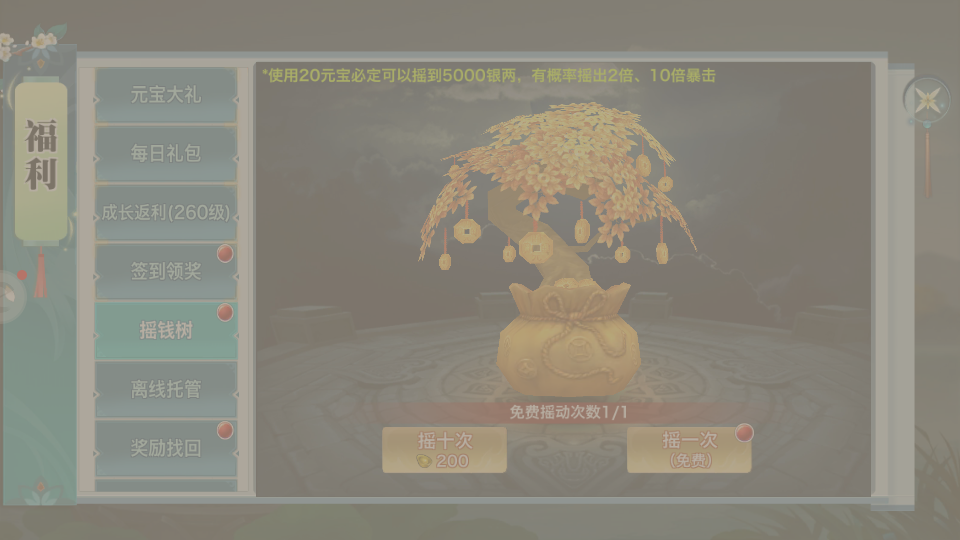 福利
*使用20元宝必定可以摇到5000银两，有概率摇出2倍、10倍暴击
元宝大礼
每日礼包
成长返利(260级)
签到领奖
摇钱树
离线托管
奖励找回
免费摇动次数1/1
摇十次
200
摇一次
(免费)